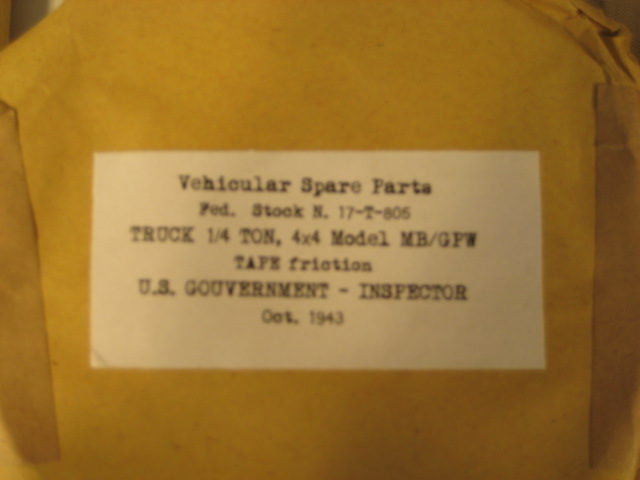 Vehicular Spare Parts
Fed. Stock N. 17-T-805
TRUCK 1/4 TON, 4x4 Model MB/GPW
TAPE friction
U.S. GOUVERNMENT - INSPECTOR
Oct. 1943